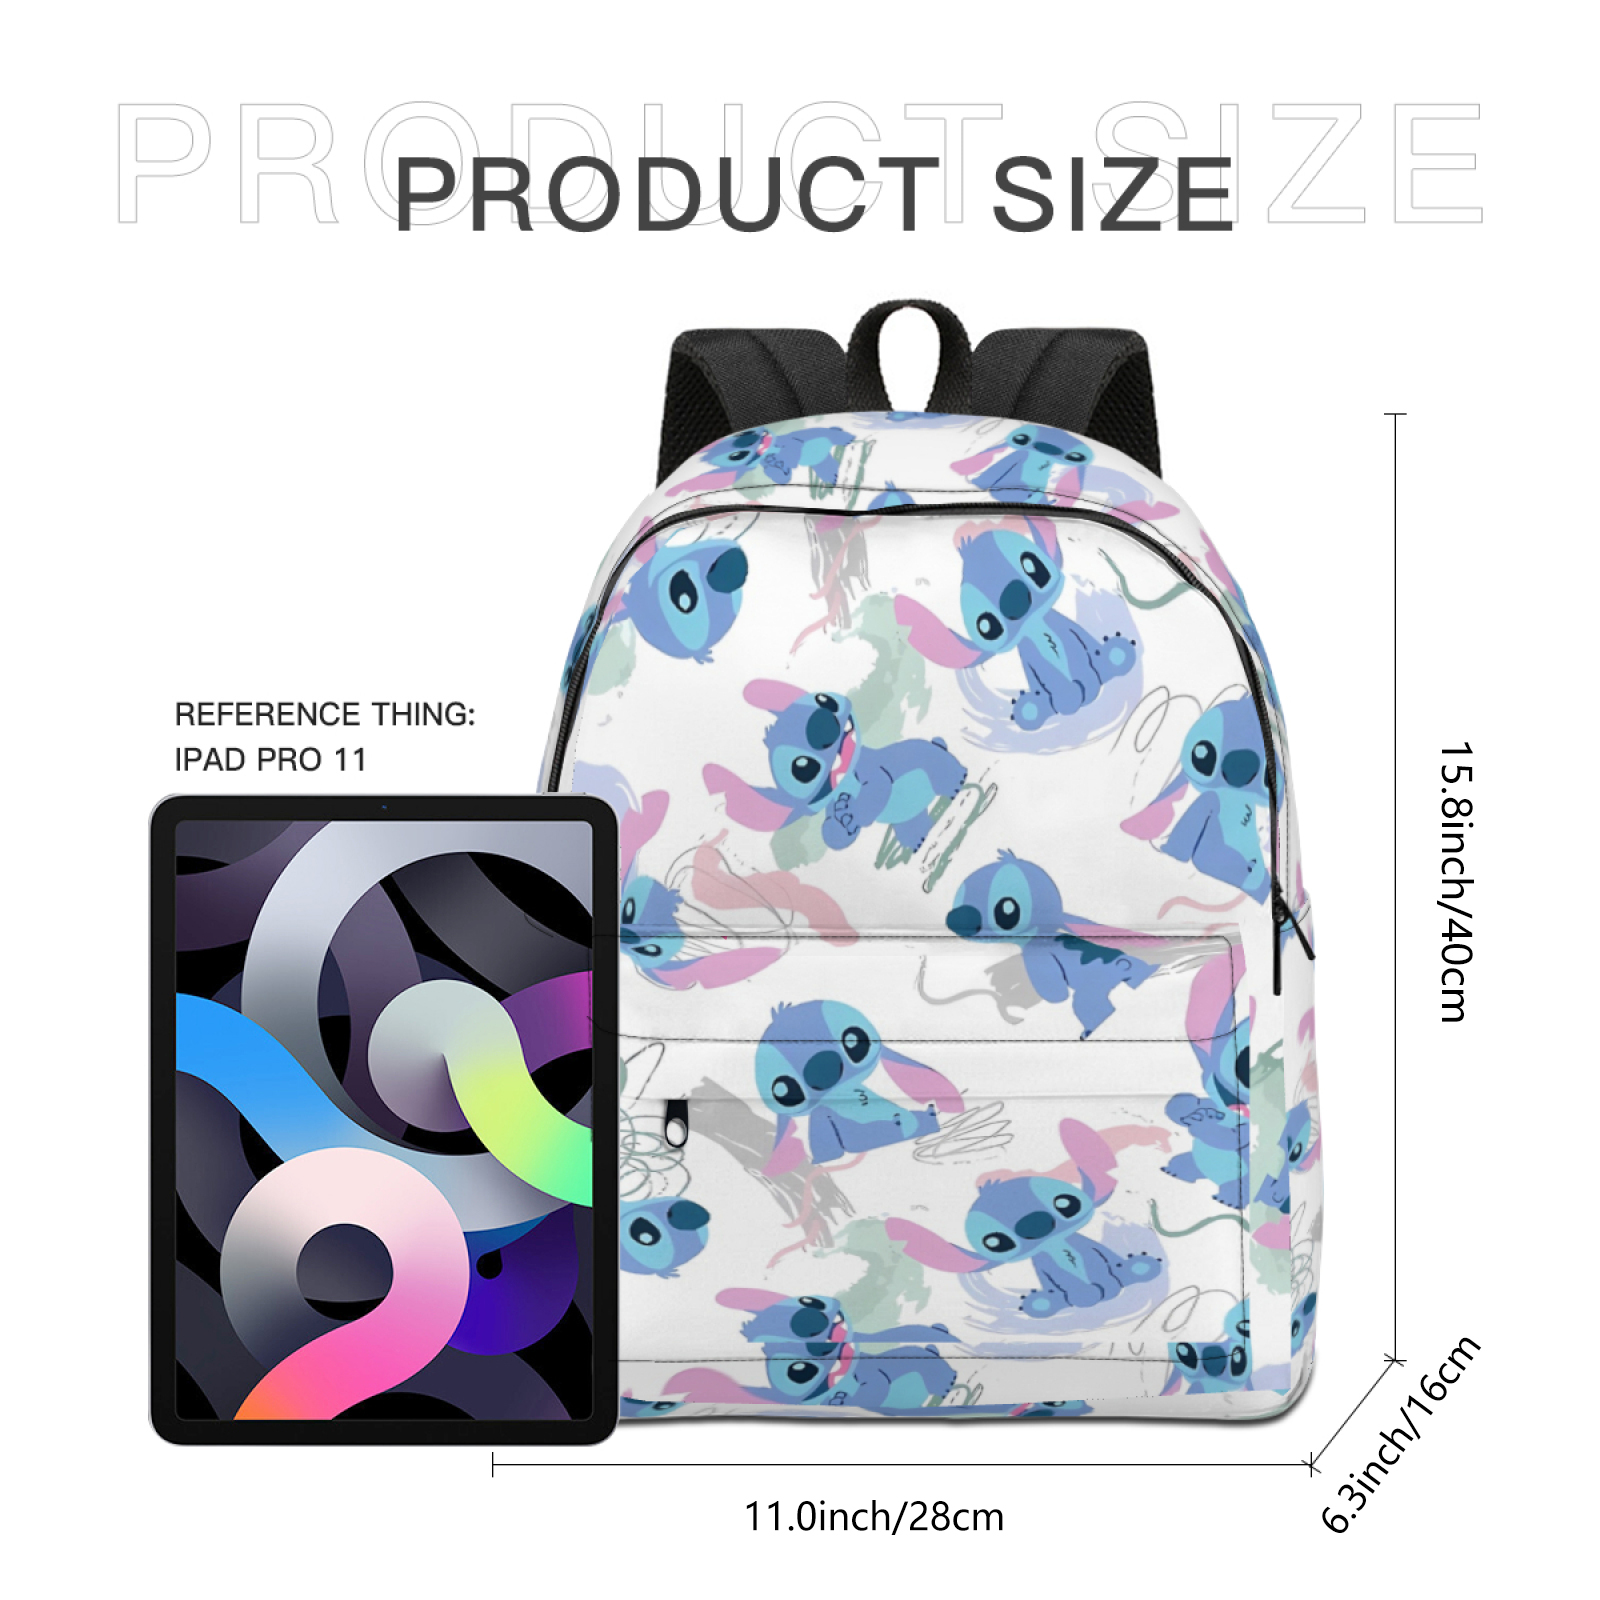 PRODUCT SIZE
PRODUCT SIZE
REFERENCE THING:
IPAD PRO 11
15.8inch/40cm
6.3inch/16cm
11.0inch/28cm